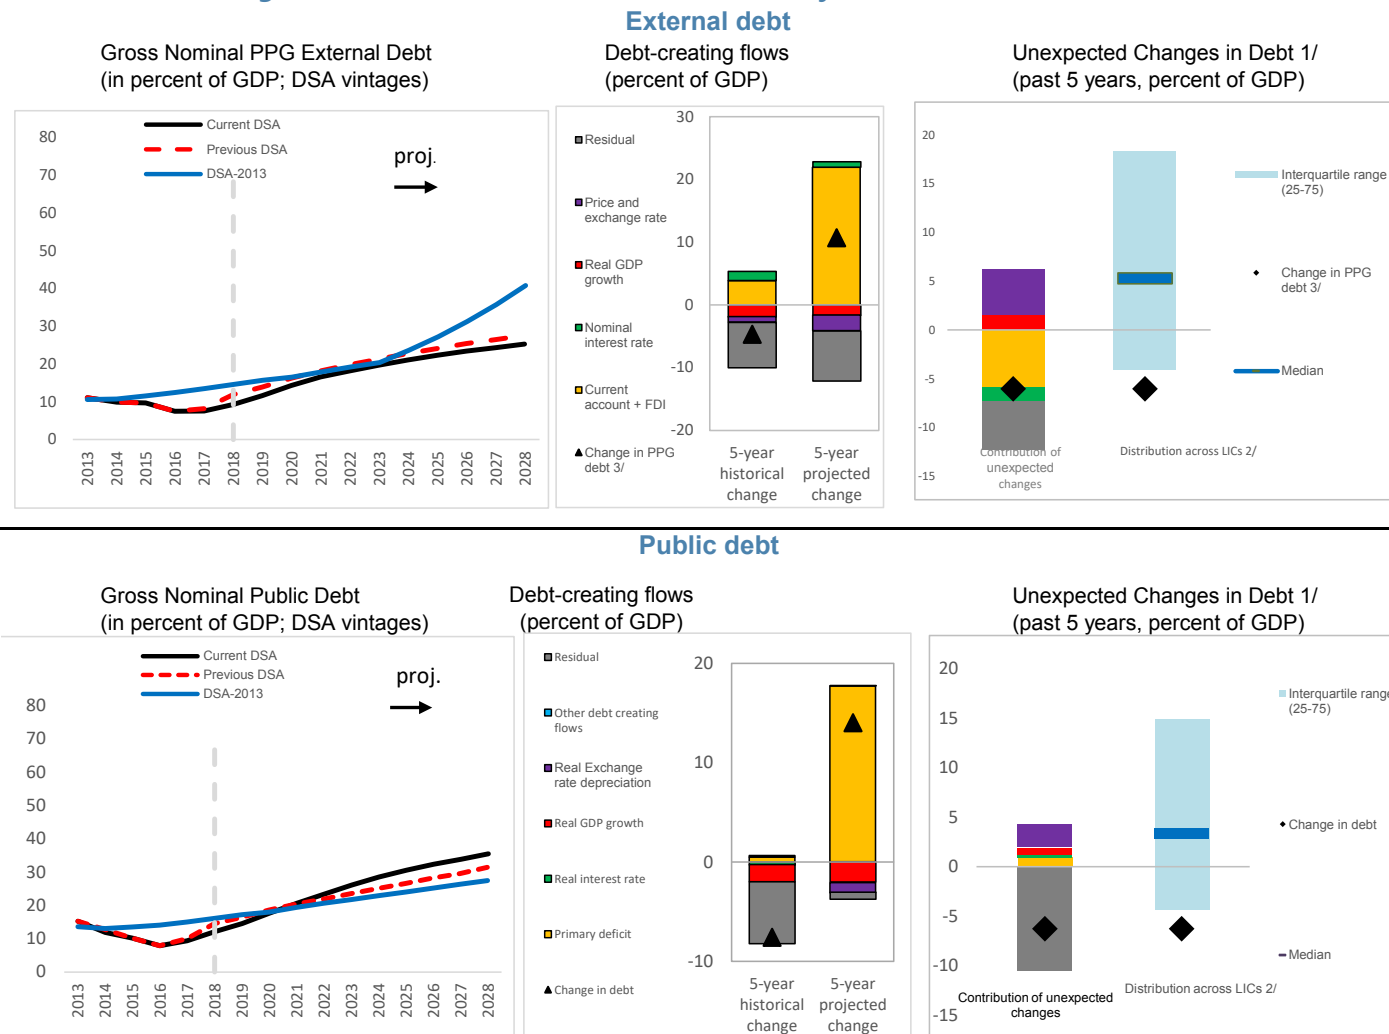 External debt
Gross Nominal PPG External Debt
(in percent of GDP; DSA vintages)
Current DSA
Previous DSA
DSA-2013
proj.
80
70
60
50
40
30
20
10
0
2013
2014
2015
2016
2017
2018
2019
2020
2021
2022
2023
2024
2025
2026
2027
2028
Debt-creating flows
(percent of GDP)
Residual
Price and
exchange rate
Real GDP
growth
Nominal
interest rate
Current
account + FDI
Change in PPG
debt 3/
30
20
10
0
-10
-20
5-year
historical
change
5-year
projected
change
Unexpected Changes in Debt 1/
(past 5 years, percent of GDP)
20
15
10
5
0
-5
-10
-15
Contribution of
unexpected
changes
Distribution across LICs 2/
Interquartile range
(25-75)
Change in PPG
debt 3/
Median
Public debt
Gross Nominal Public Debt
(in percent of GDP; DSA vintages)
Current DSA
Previous DSA
DSA-2013
proj.
80
70
60
50
40
30
20
10
0
2013
2014
2015
2016
2017
2018
2019
2020
2021
2022
2023
2024
2025
2026
2027
2028
Debt-creating flows
(percent of GDP)
Residual
Other debt creating
flows
Real Exchange
rate depreciation
Real GDP growth
Real interest rate
Primary deficit
Change in debt
20
10
0
-10
5-year
historical
change
5-year
projected
change
Unexpected Changes in Debt 1/
(past 5 years, percent of GDP)
20
15
10
5
0
-5
-10
-15
Contribution of unexpected
changes
Distribution across LICs 2/
Interquartile range
(25-75)
Change in debt
Median